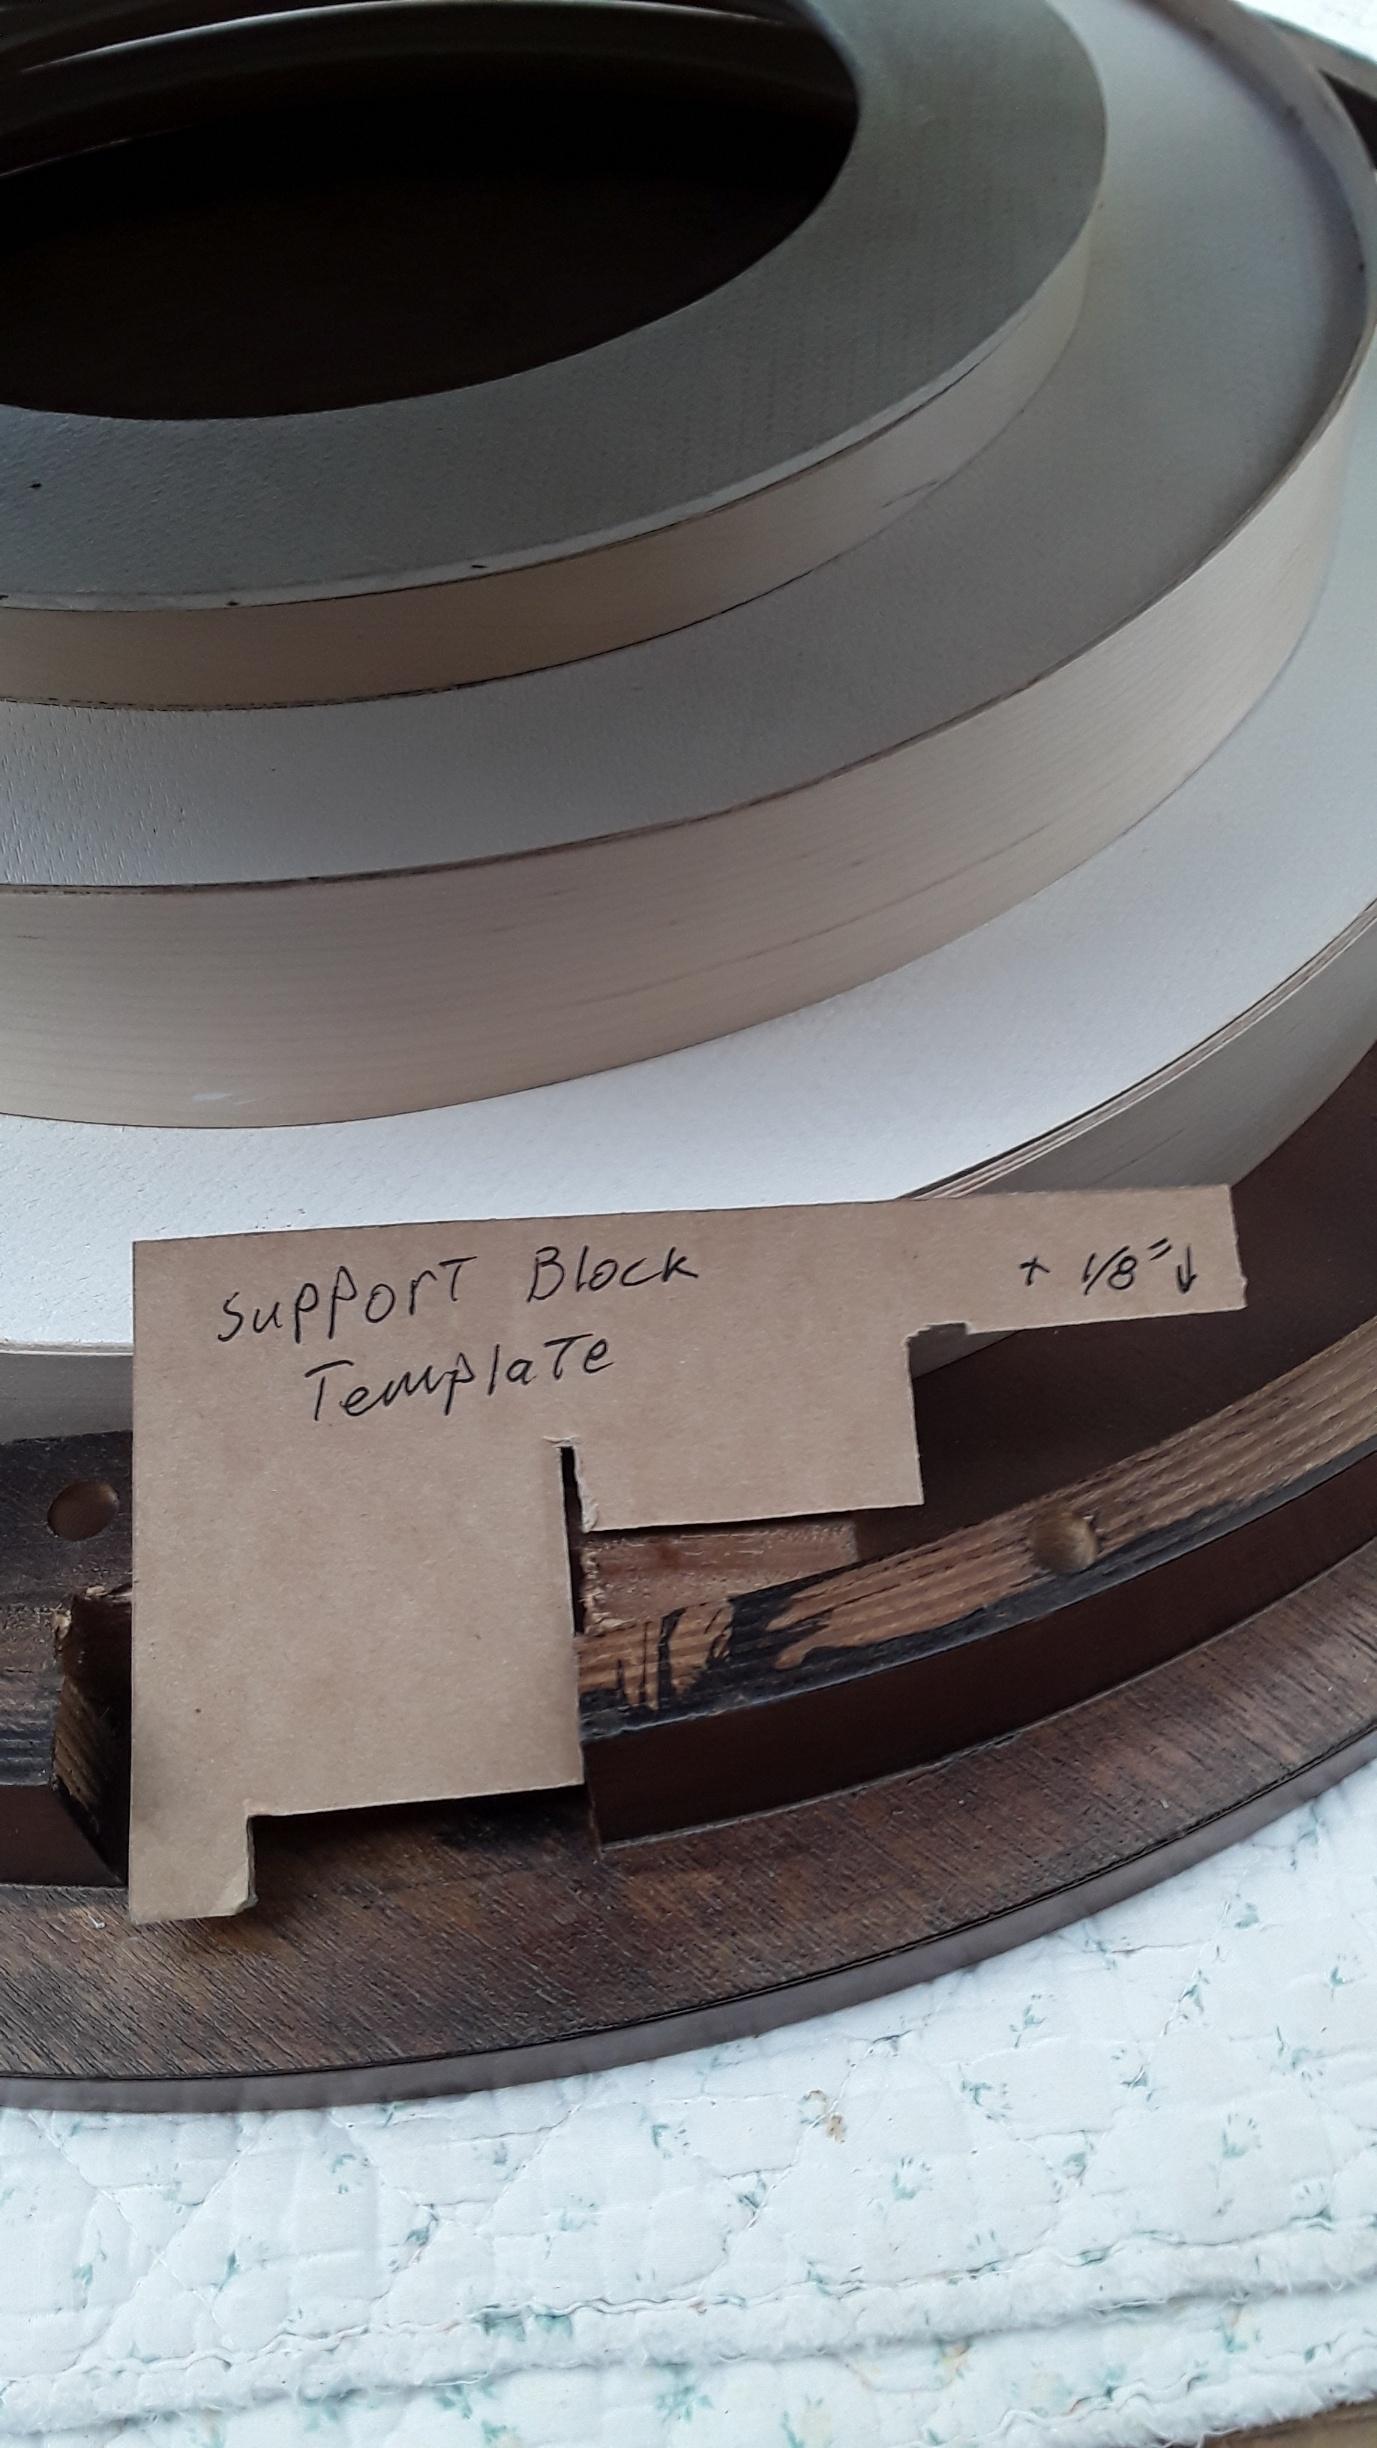 Support Block
Template
+ 1/8" ↓